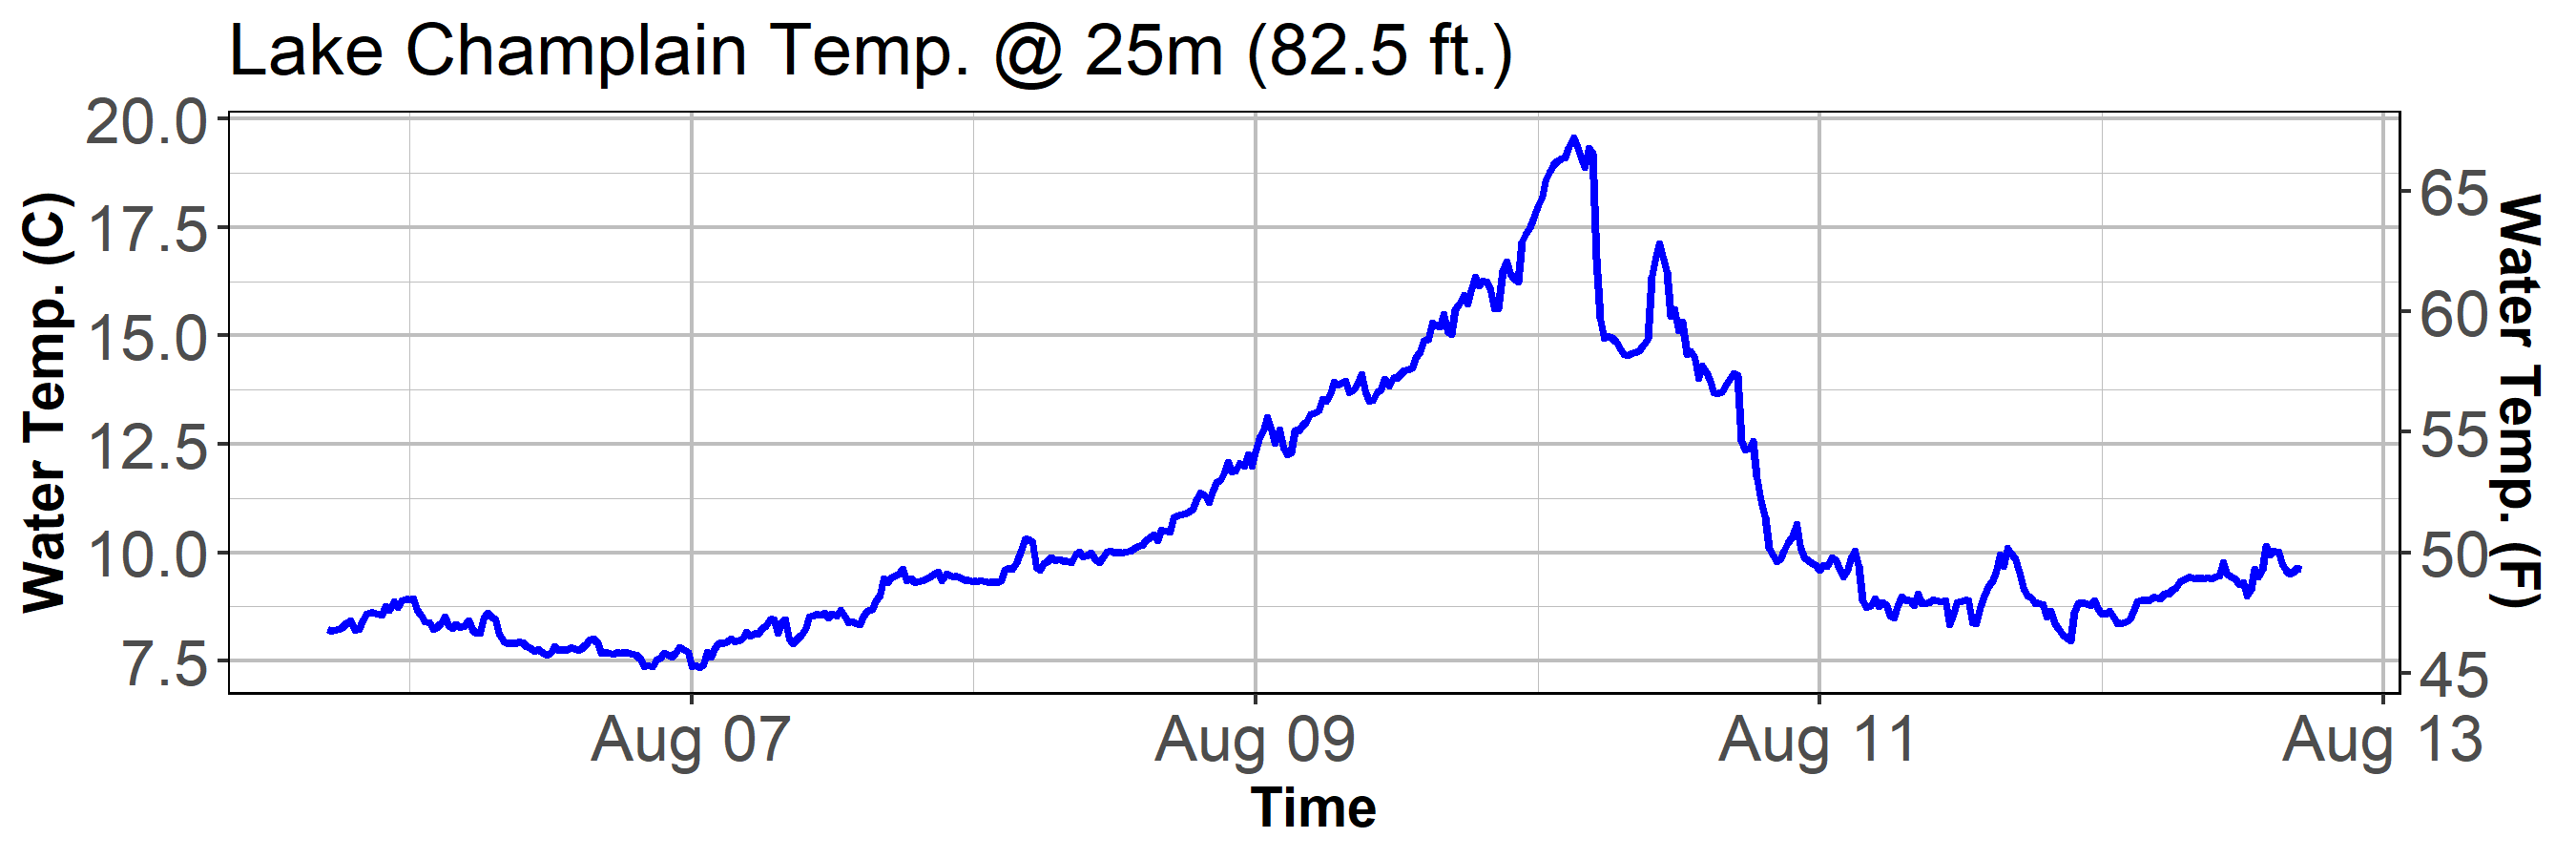 Lake Champlain Temp. @ 25m (82.5 ft.)
Water Temp. (C)
20.0
17.5
15.0
12.5
10.0
7.5
65
60
55
50
45
Water Temp. (F)
Aug 07 Aug 09 Aug 11 Aug 13
Time